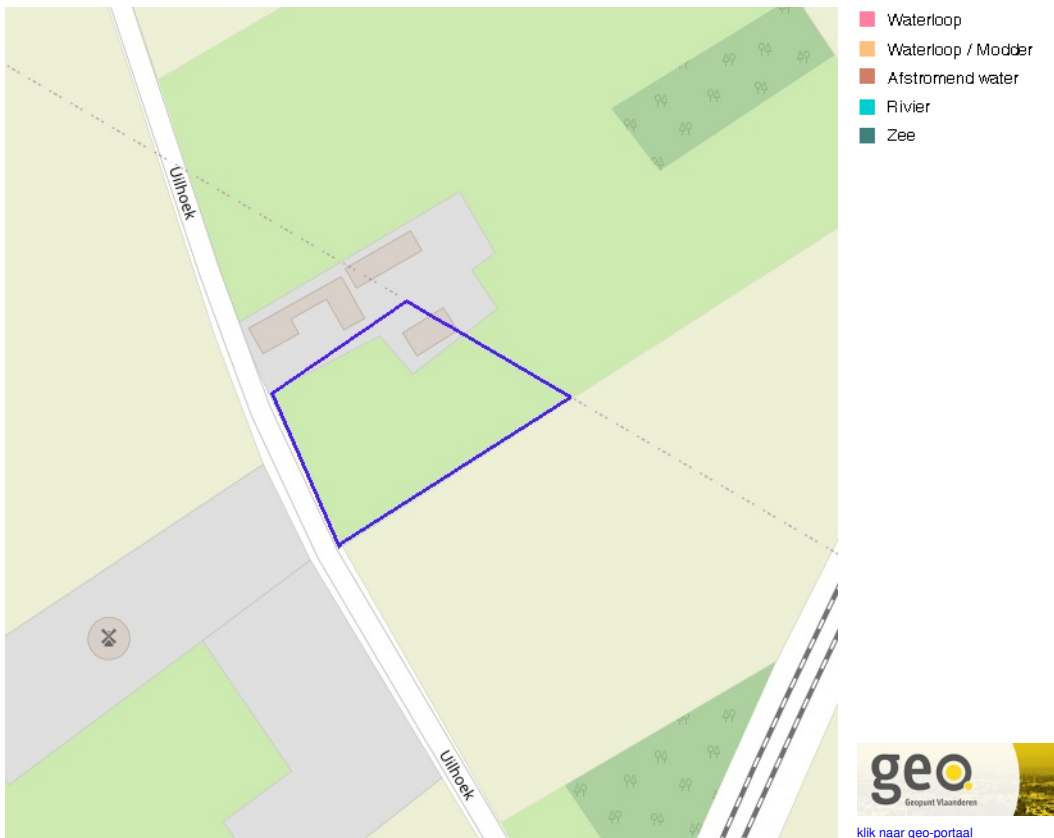 Waterloop
Waterloop / Modder
Afstromend water
Rivier
Zee
Uilhoek
Uilhoek
geo
Geopunt Vlaanderen
klik naar geo-portaal